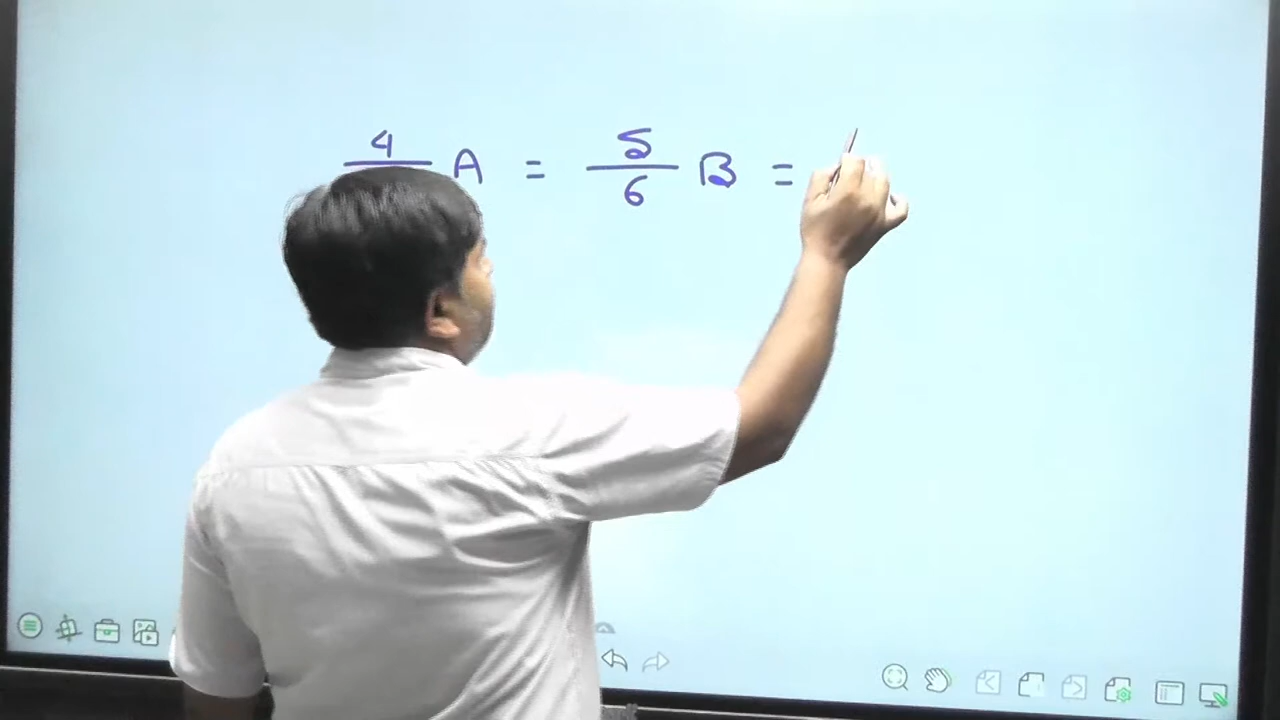 4/ A = 5/6 B =